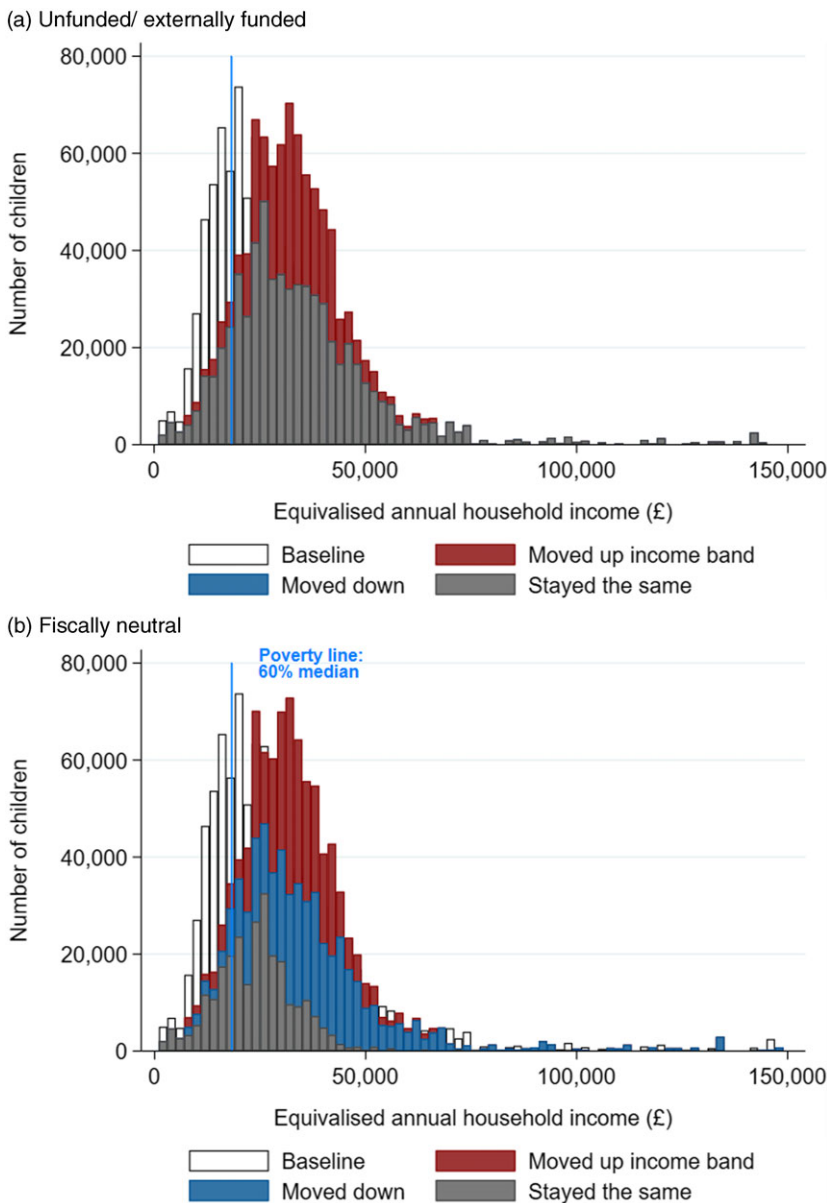 (a) Unfunded/ externally funded
80,000
60,000
40,000
20,000
0
Number of children
0 50,000 100,000 150,000
Equivalised annual household income (£)
Baseline Moved up income band
Moved down Stayed the same
(b) Fiscally neutral
Poverty line:
60% median
80,000
60,000
40,000
20,000
0
Number of children
0 50,000 100,000 150,000
Equivalised annual household income (£)
Baseline Moved up income band
Moved down Stayed the same